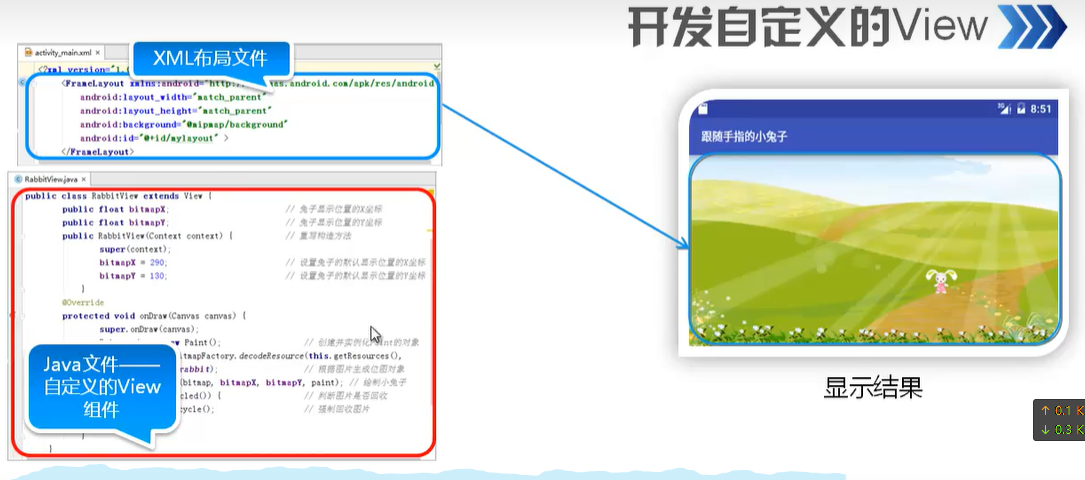 开发自定义的View
activity_main.xml ×
XML布局文件
<?xml version="1.
<FrameLayout xmlns:android="http:// as.android.com/apk/res/android
android:layout_width="match_parent"
android:layout_height="match_parent"
android:background="@mipmap/background"
android:id="@+id/mylayout" >
</FrameLayout>
RabbitView.java ×
public class RabbitView extends View {
public float bitmapX; // 兔子显示位置的X坐标
public float bitmapY; // 兔子显示位置的Y坐标
public RabbitView(Context context) { // 重写构造方法
super(context);
bitmapX = 290; // 设置兔子的默认显示位置的X坐标
bitmapY = 130; // 设置兔子的默认显示位置的Y坐标
}
@Override
protected void onDraw(Canvas canvas) {
super.onDraw(canvas);
Paint(); // 创建并实例化Paint的对象
itmapFactory.decodeResource(this.getResources(),
rabbit); // 根据图片生成位图对象
(bitmap, bitmapX, bitmapY, paint); // 绘制小兔子
cled()) { // 判断图片是否回收
cycle(); // 强制回收图片
}
}
Java文件——
自定义的View
组件
3G 8:51
跟随手指的小兔子
显示结果
↑ 0.1 K
↓ 0.3 K